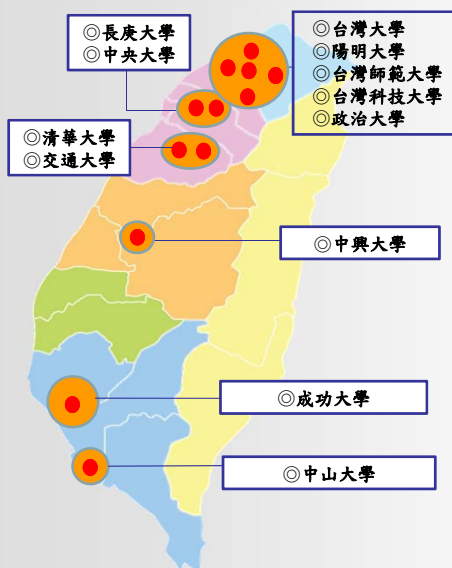 ◎長庚大學
◎中央大學
◎台灣大學
◎陽明大學
◎台灣師範大學
◎台灣科技大學
◎政治大學
◎清華大學
◎交通大學
◎中興大學
◎成功大學
◎中山大學